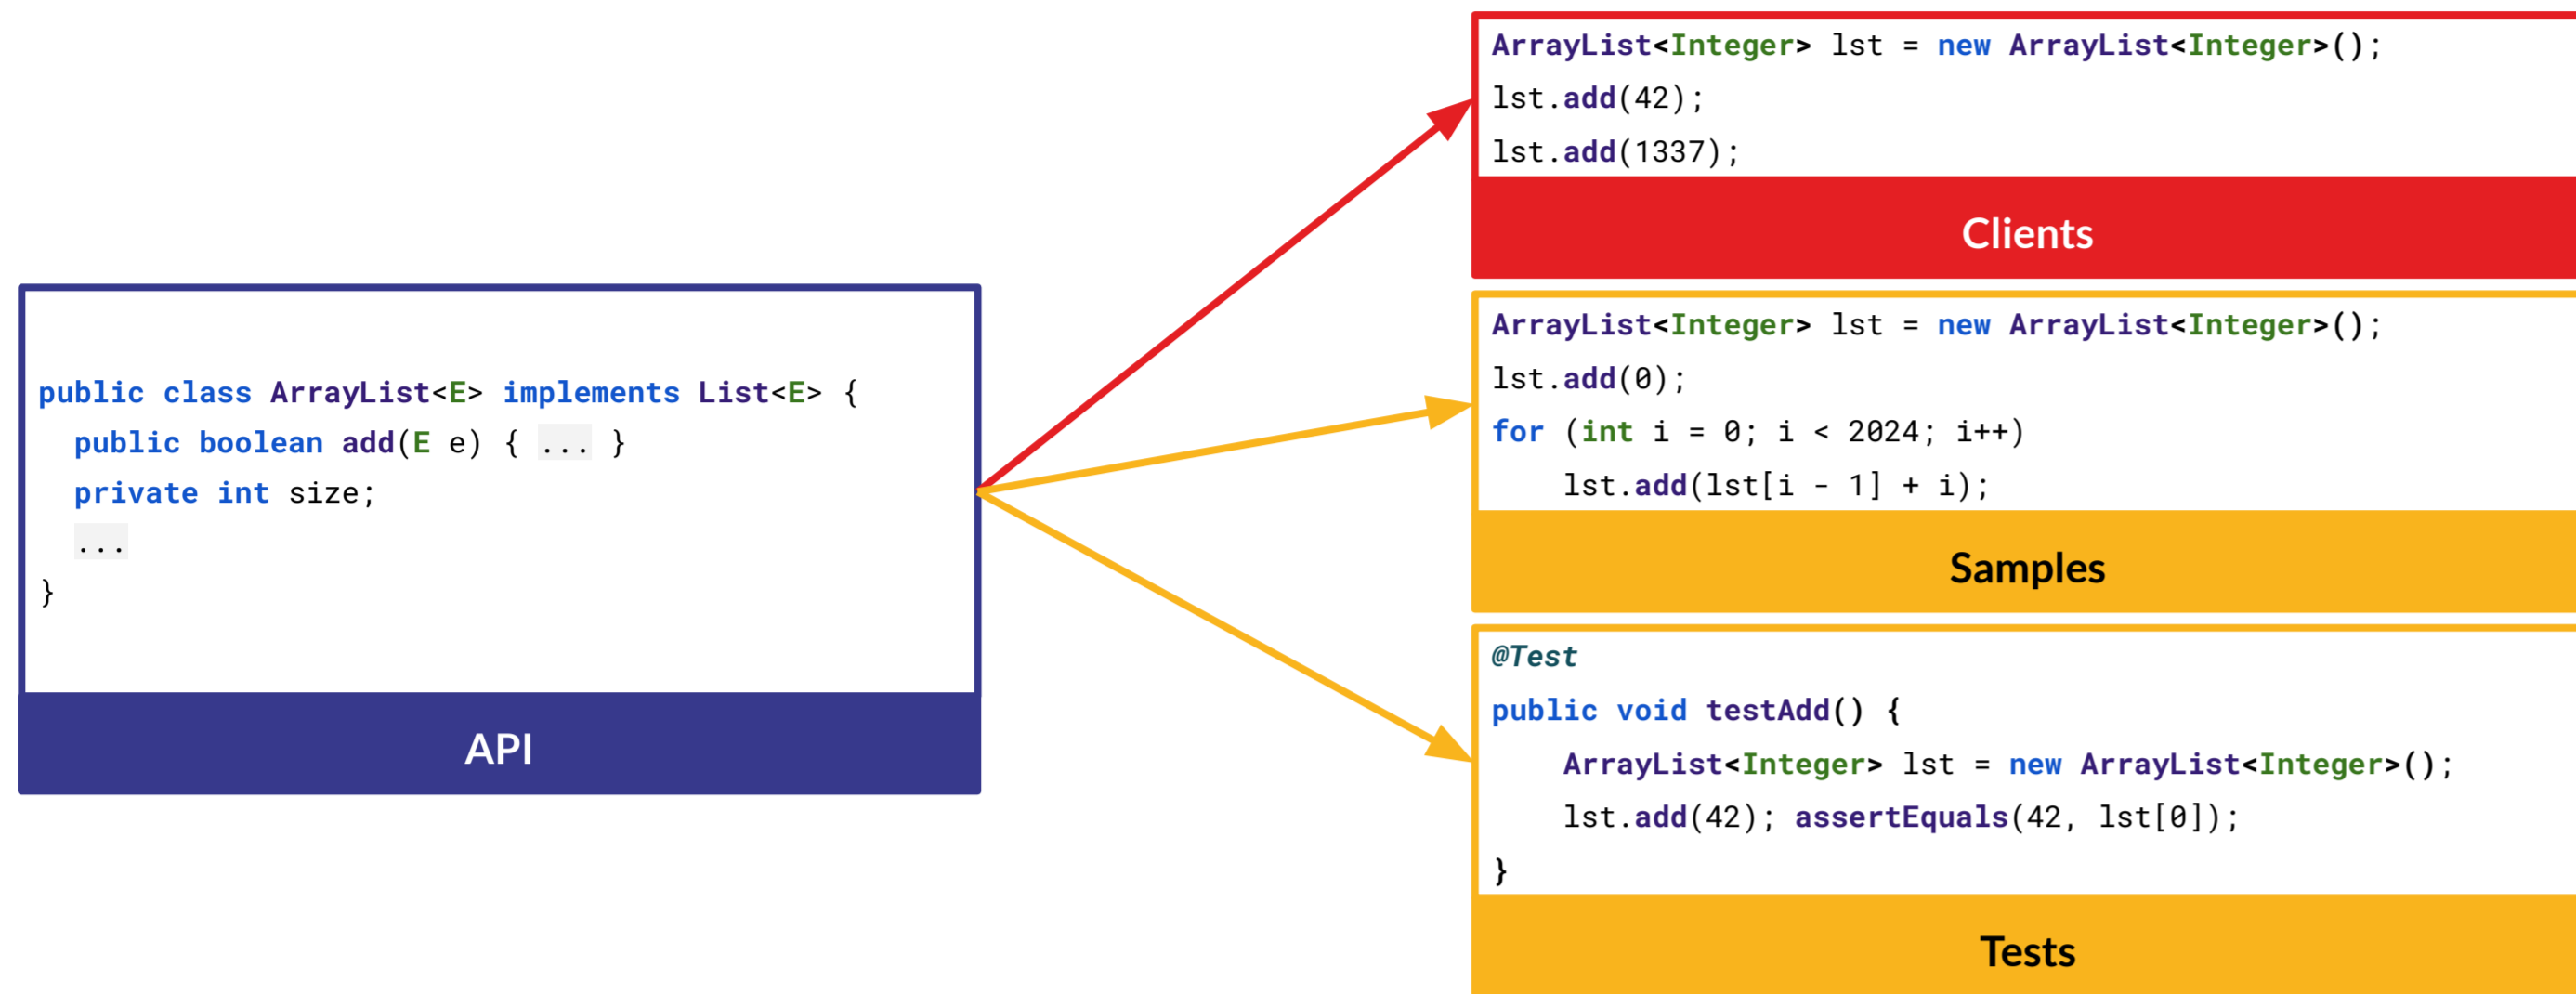 public class ArrayList<E> implements List<E> {
  public boolean add(E e) { ... }
  private int size;
  ...
}
API
ArrayList<Integer> lst = new ArrayList<Integer>();
lst.add(42);
lst.add(1337);
Clients
ArrayList<Integer> lst = new ArrayList<Integer>();
lst.add(0);
for (int i = 0; i < 2024; i++)
    lst.add(lst[i - 1] + i);
Samples
@Test
public void testAdd() {
    ArrayList<Integer> lst = new ArrayList<Integer>();
    lst.add(42); assertEquals(42, lst[0]);
}
Tests